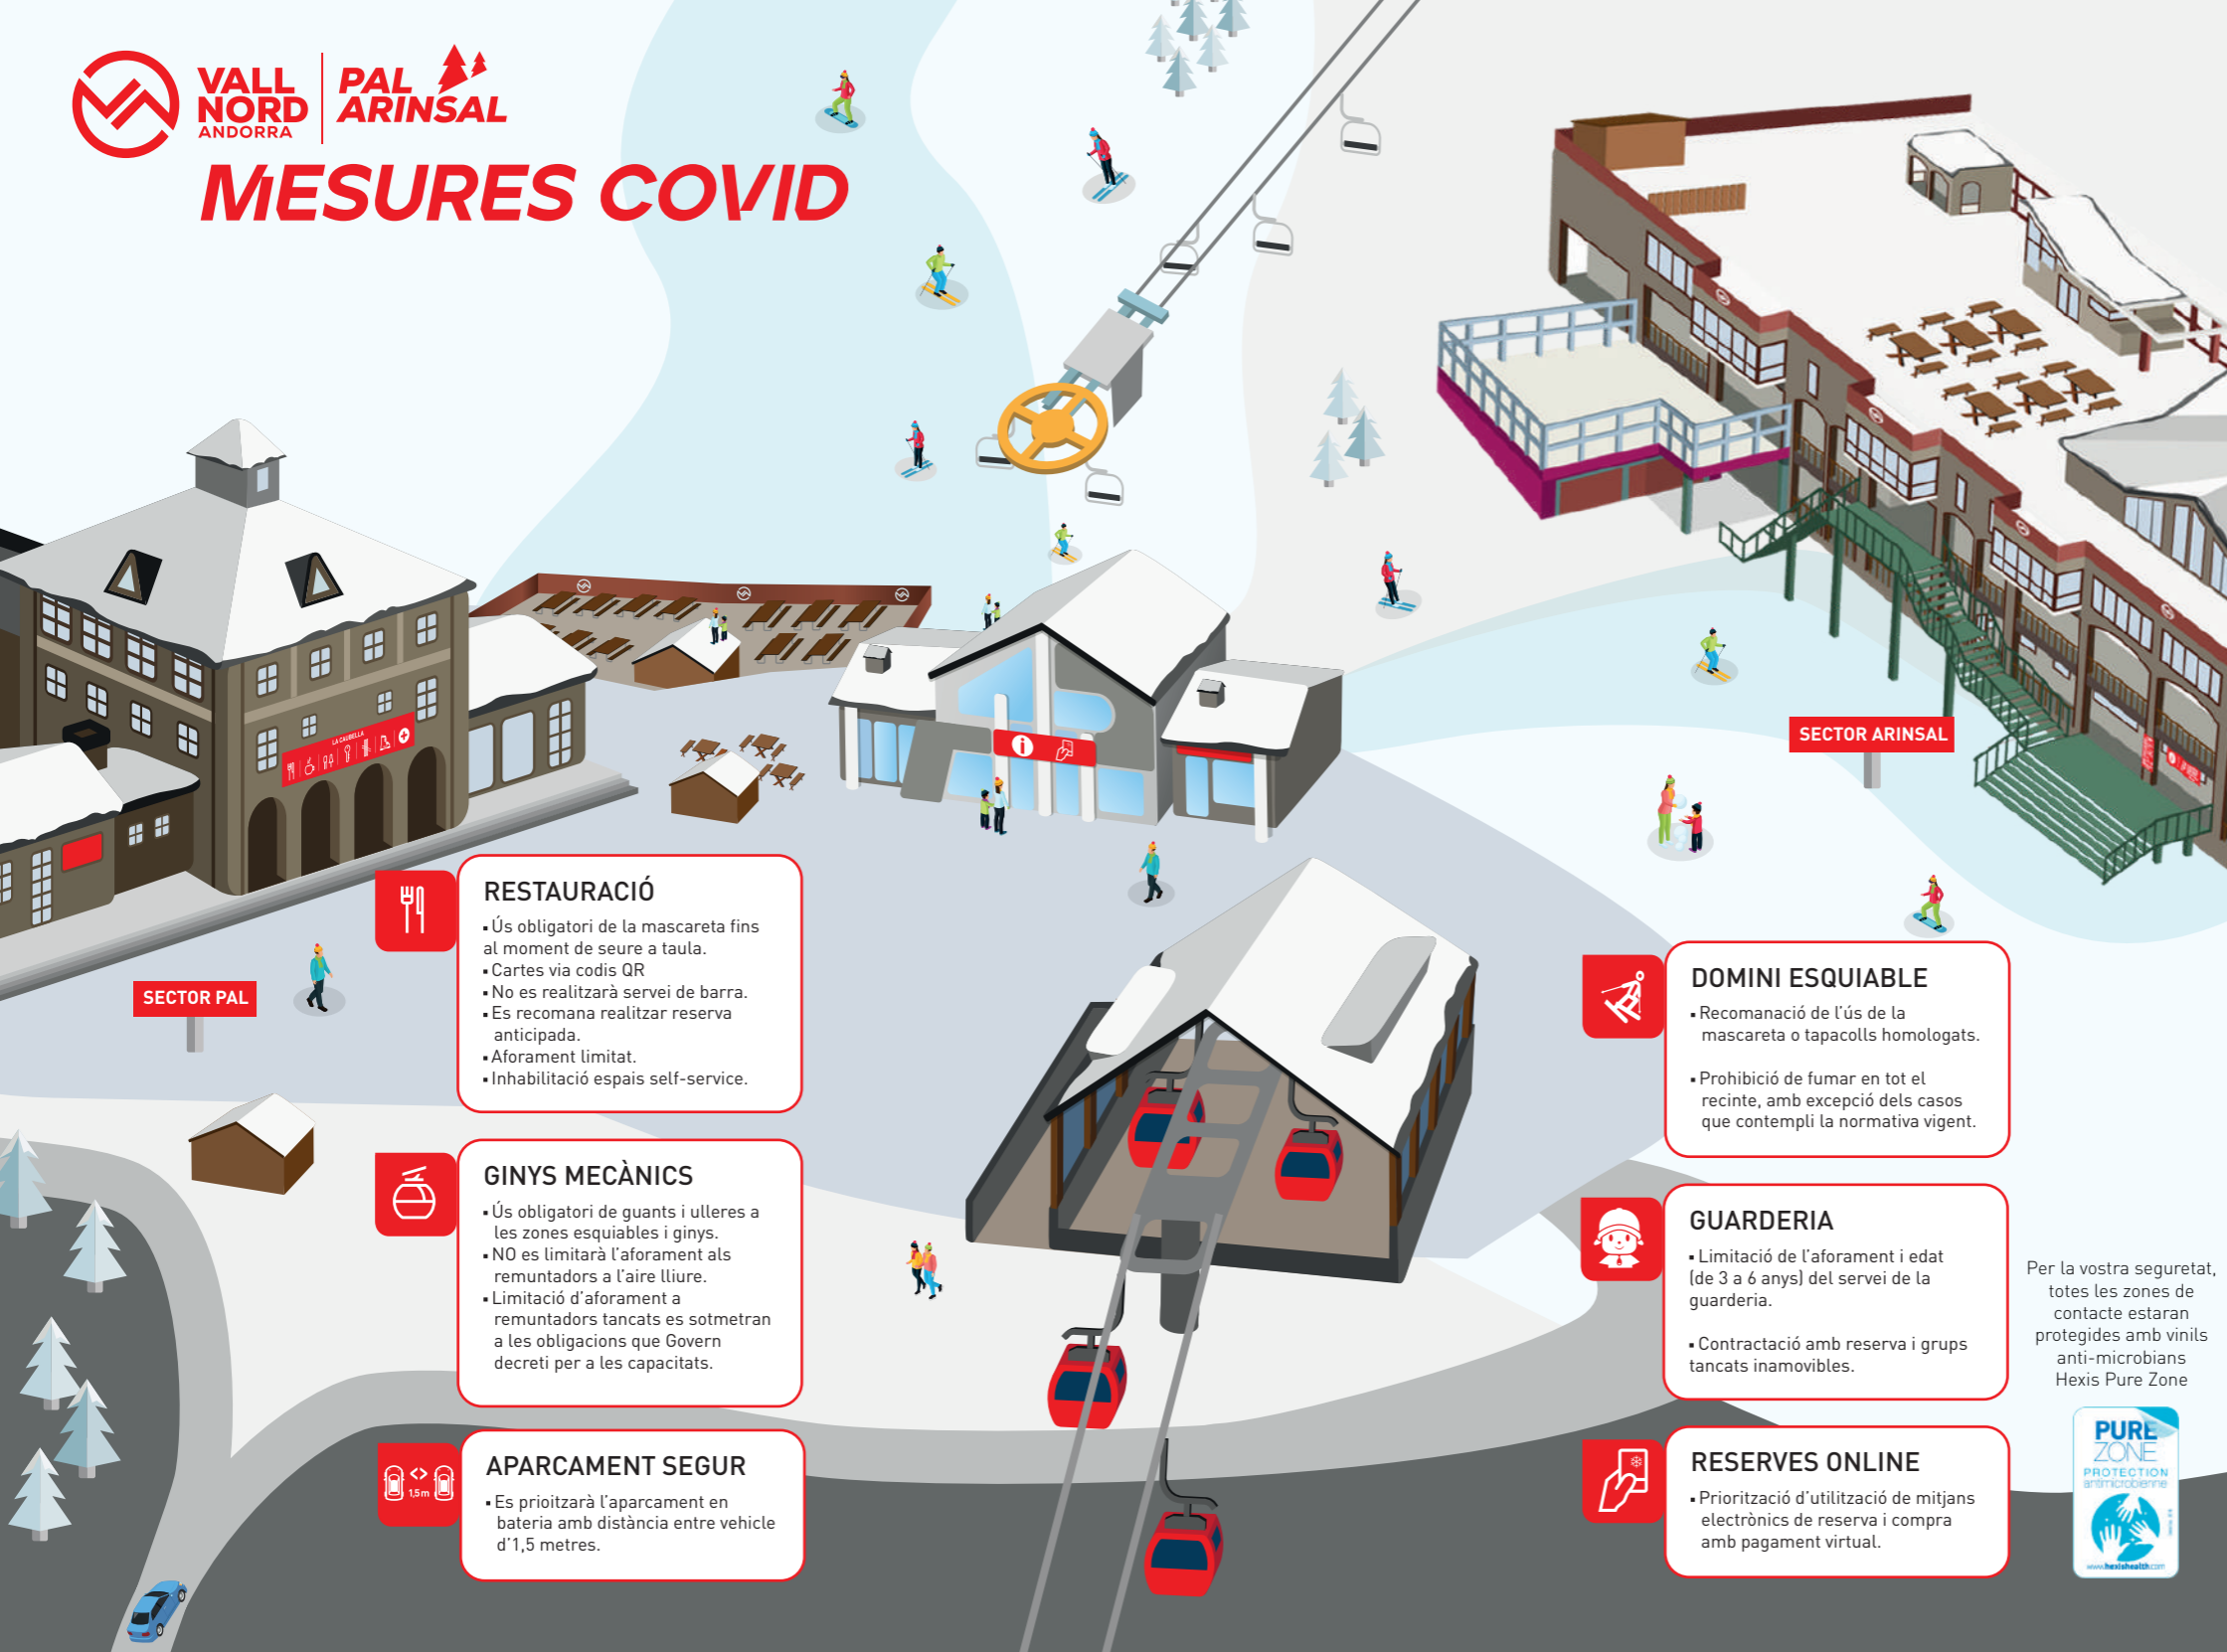 VALL
NORD
ANDORRA
PAL
ARINSAL
MESURES COVID
LA CAUBELLA
SECTOR ARINSAL
SECTOR PAL
RESTAURACIÓ
▪ Ús obligatori de la mascareta fins
al moment de seure a taula.
▪ Cartes via codis QR
▪ No es realitzarà servei de barra.
▪ Es recomana realitzar reserva
anticipada.
▪ Aforament limitat.
▪ Inhabilitació espais self-service.
GINYS MECÀNICS
▪ Ús obligatori de guants i ulleres a
les zones esquiables i ginys.
▪ NO es limitarà l'aforament als
remuntadors a l'aire lliure.
▪ Limitació d'aforament a
remuntadors tancats es sotmetran
a les obligacions que Govern
decreti per a les capacitats.
<> 
1,5m
APARCAMENT SEGUR
▪ Es prioitzarà l'aparcament en
bateria amb distància entre vehicle
d'1,5 metres.
DOMINI ESQUIABLE
▪ Recomanació de l'ús de la
mascareta o tapacolls homologats.
▪ Prohibició de fumar en tot el
recinte, amb excepció dels casos
que contempli la normativa vigent.
GUARDERIA
▪ Limitació de l'aforament i edat
(de 3 a 6 anys) del servei de la
guarderia.
▪ Contractació amb reserva i grups
tancats inamovibles.
RESERVES ONLINE
▪ Priorització d'utilització de mitjans
electrònics de reserva i compra
amb pagament virtual.
Per la vostra seguretat,
totes les zones de
contacte estaran
protegides amb vinils
anti-microbians
Hexis Pure Zone
PURE
ZONE
PROTECTION
antimicrobienne
www.hexishealth.com